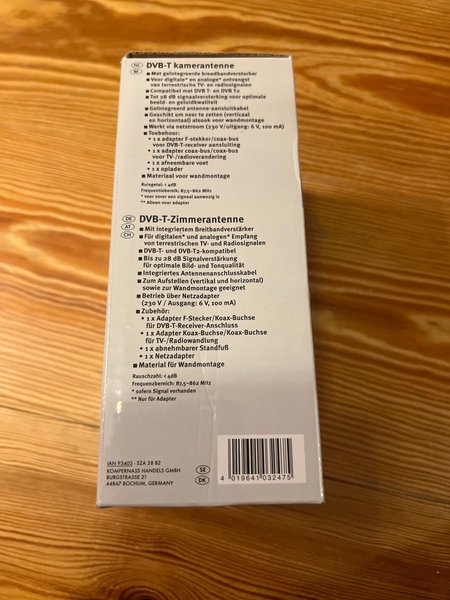 NL BE DVB-T kamerantenne
■ Met geïntegreerde breedbandversterker
■ Voor digitale* en analoge* ontvangst
van terrestrische TV- en radiosignalen
■ Compatibel met DVB T- en DVB T2
■ Tot 28 dB signaalversterking voor optimale
beeld- en geluidkwaliteit
■ Geïntegreerd antenne-aansluitkabel
■ Geschikt om neer te zetten (verticaal
en horizontaal) alsook voor wandmontage
■ Werkt via netstroom (230 V/uitgang: 6 V, 100 mA)
■ Toebehoor:
• 1 x adapter F-stekker/coax-bus
voor DVB-T-receiver aansluiting
• 1 x adapter coax-bus/coax-bus
voor TV-/radioverandering
• 1 x afneembare voet
• 1 x oplader
■ Materiaal voor wandmontage
Ruisgetal: < 4dB
Frequentiebereik: 87,5–862 MHz
* voor zover een signaal aanwezig is
** Alleen voor adapter
DE AT CH DVB-T-Zimmerantenne
■ Mit integriertem Breitbandverstärker
■ Für digitalen* und analogen* Empfang
von terrestrischen TV- und Radiosignalen
■ DVB-T- und DVB-T2-kompatibel
■ Bis zu 28 dB Signalverstärkung
für optimale Bild- und Tonqualität
■ Integriertes Antennenanschlusskabel
■ Zum Aufstellen (vertikal und horizontal)
sowie zur Wandmontage geeignet
■ Betrieb über Netzadapter
(230 V / Ausgang: 6 V, 100 mA)
■ Zubehör:
• 1 x Adapter F-Stecker/Koax-Buchse
für DVB-T-Receiver-Anschluss
• 1 x Adapter Koax-Buchse/Koax-Buchse
für TV-/Radiowandlung
• 1 x abnehmbarer Standfuß
• 1 x Netzadapter
■ Material für Wandmontage
Rauschzahl: < 4dB
Frequenzbereich: 87,5–862 MHz
* sofern Signal vorhanden
** Nur für Adapter
IAN 93403 - SZA 28 B2
KOMPERNASS HANDELS GMBH
BURGSTRASSE 21
44867 BOCHUM, GERMANY
SE
DK
4 019641 032475